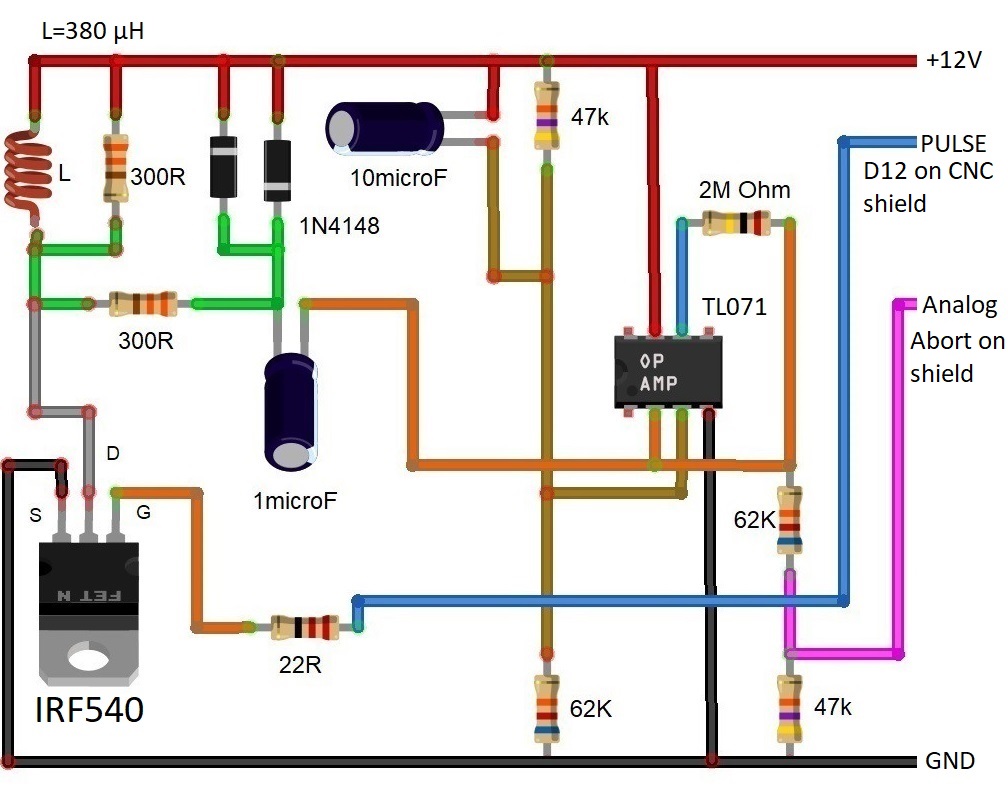 L=380 µH
+12V
47k
PULSE
D12 on CNC
shield
L
300R
10microF
2M Ohm
1N4148
TL071
Analog
Abort on
shield
300R
OP
AMP
D
1microF
S
G
62K
FET N
22R
IRF540
62K
47k
GND